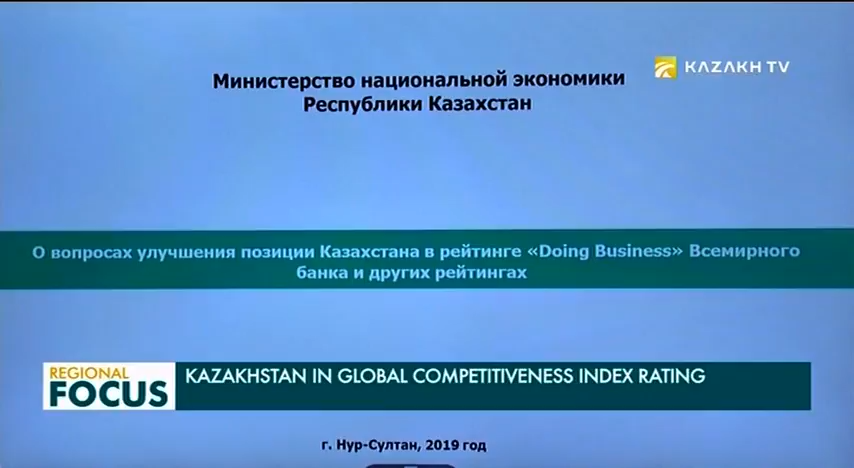 KAZAKH TV
Министерство национальной экономики
Республики Казахстан
О вопросах улучшения позиции Казахстана в рейтинге «Doing Business» Всемирного
банка и других рейтингах
REGIONAL
FOCUS
KAZAKHSTAN IN GLOBAL COMPETITIVENESS INDEX RATING
г. Нур-Султан, 2019 год